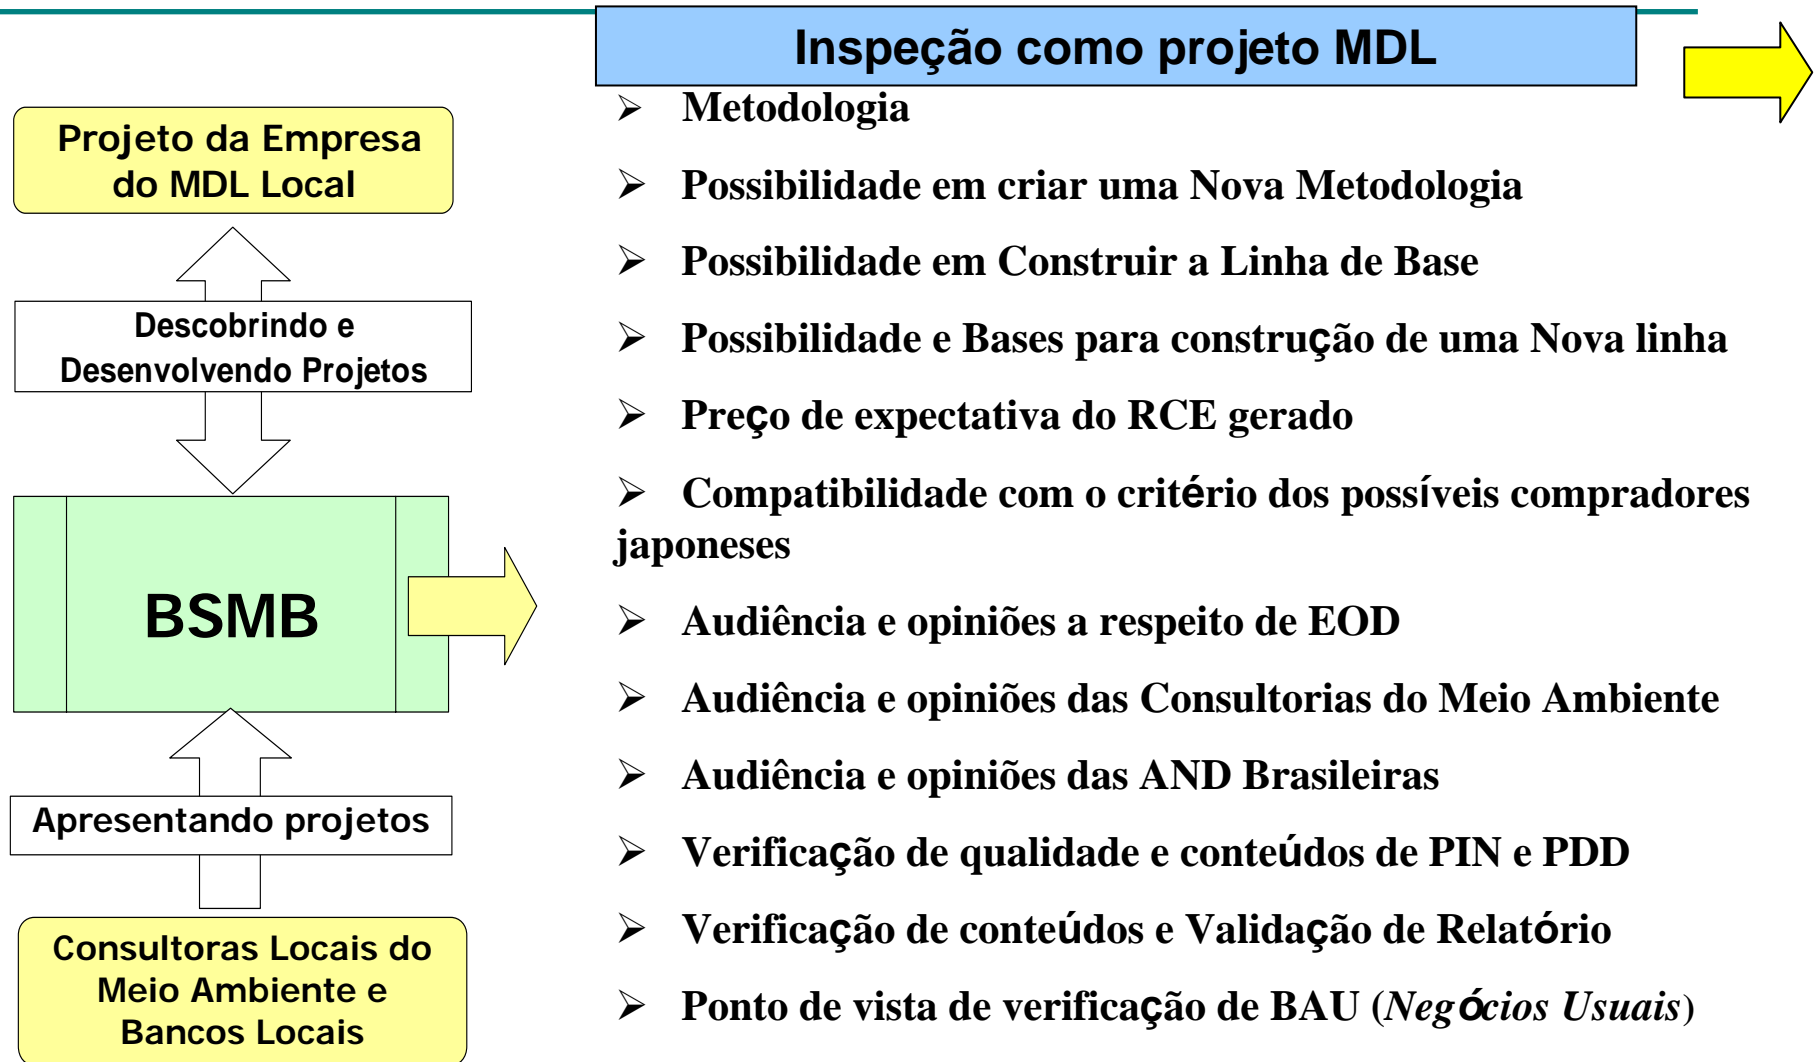 Inspeção como projeto MDL
Projeto da Empresa
do MDL Local
Descobrindo e
Desenvolvendo Projetos
BSMB
Apresentando projetos
Consultoras Locais do
Meio Ambiente e
Bancos Locais
➢ Metodologia
➢ Possibilidade em criar uma Nova Metodologia
➢ Possibilidade em Construir a Linha de Base
➢ Possibilidade e Bases para construção de uma Nova linha
➢ Preço de expectativa do RCE gerado
➢ Compatibilidade com o critério dos possíveis compradores
japoneses
➢ Audiência e opiniões a respeito de EOD
➢ Audiência e opiniões das Consultorias do Meio Ambiente
➢ Audiência e opiniões das AND Brasileiras
➢ Verificação de qualidade e conteúdos de PIN e PDD
➢ Verificação de conteúdos e Validação de Relatório
➢ Ponto de vista de verificação de BAU (Negócios Usuais)